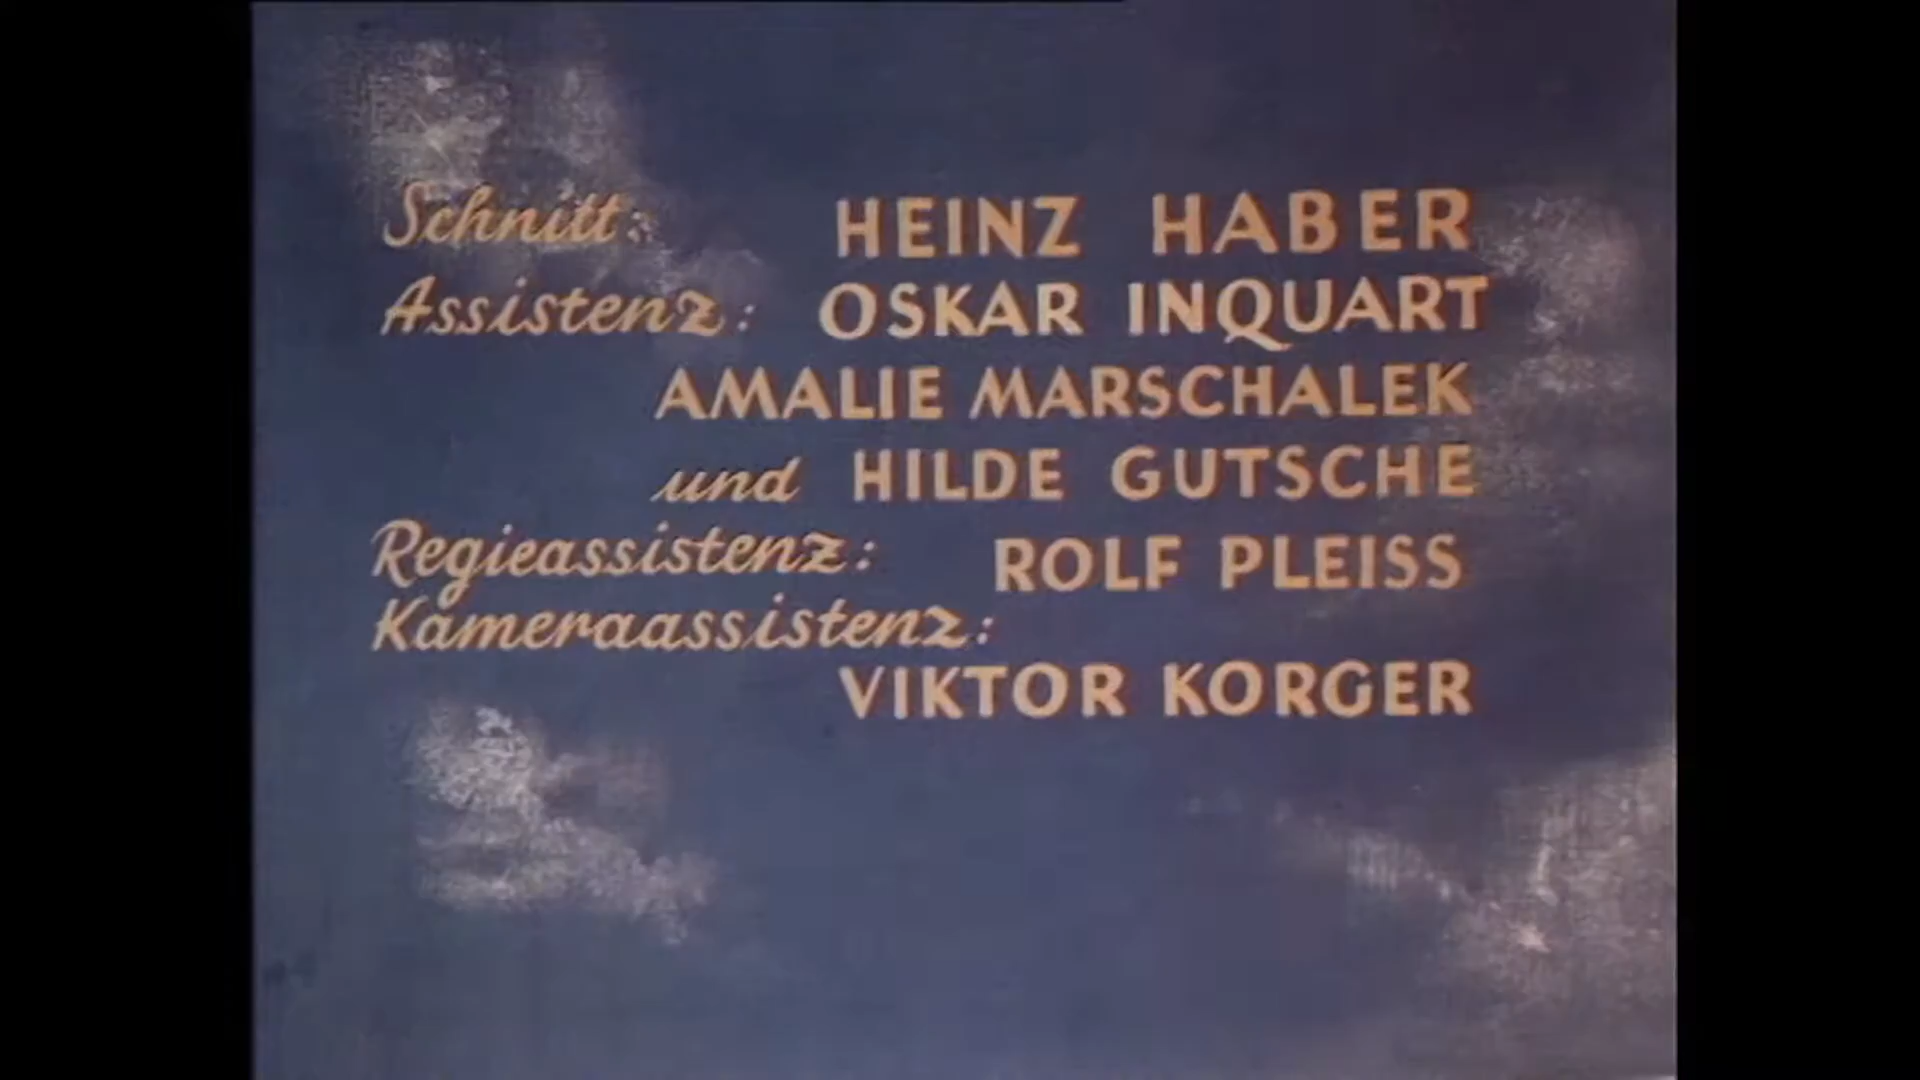 Schnitt: HEINZ HABER
Assistenz: OSKAR INQUART
AMALIE MARSCHALEK
und HILDE GUTSCHE
Regieassistenz: ROLF PLEISS
Kameraassistenz:
VIKTOR KORGER